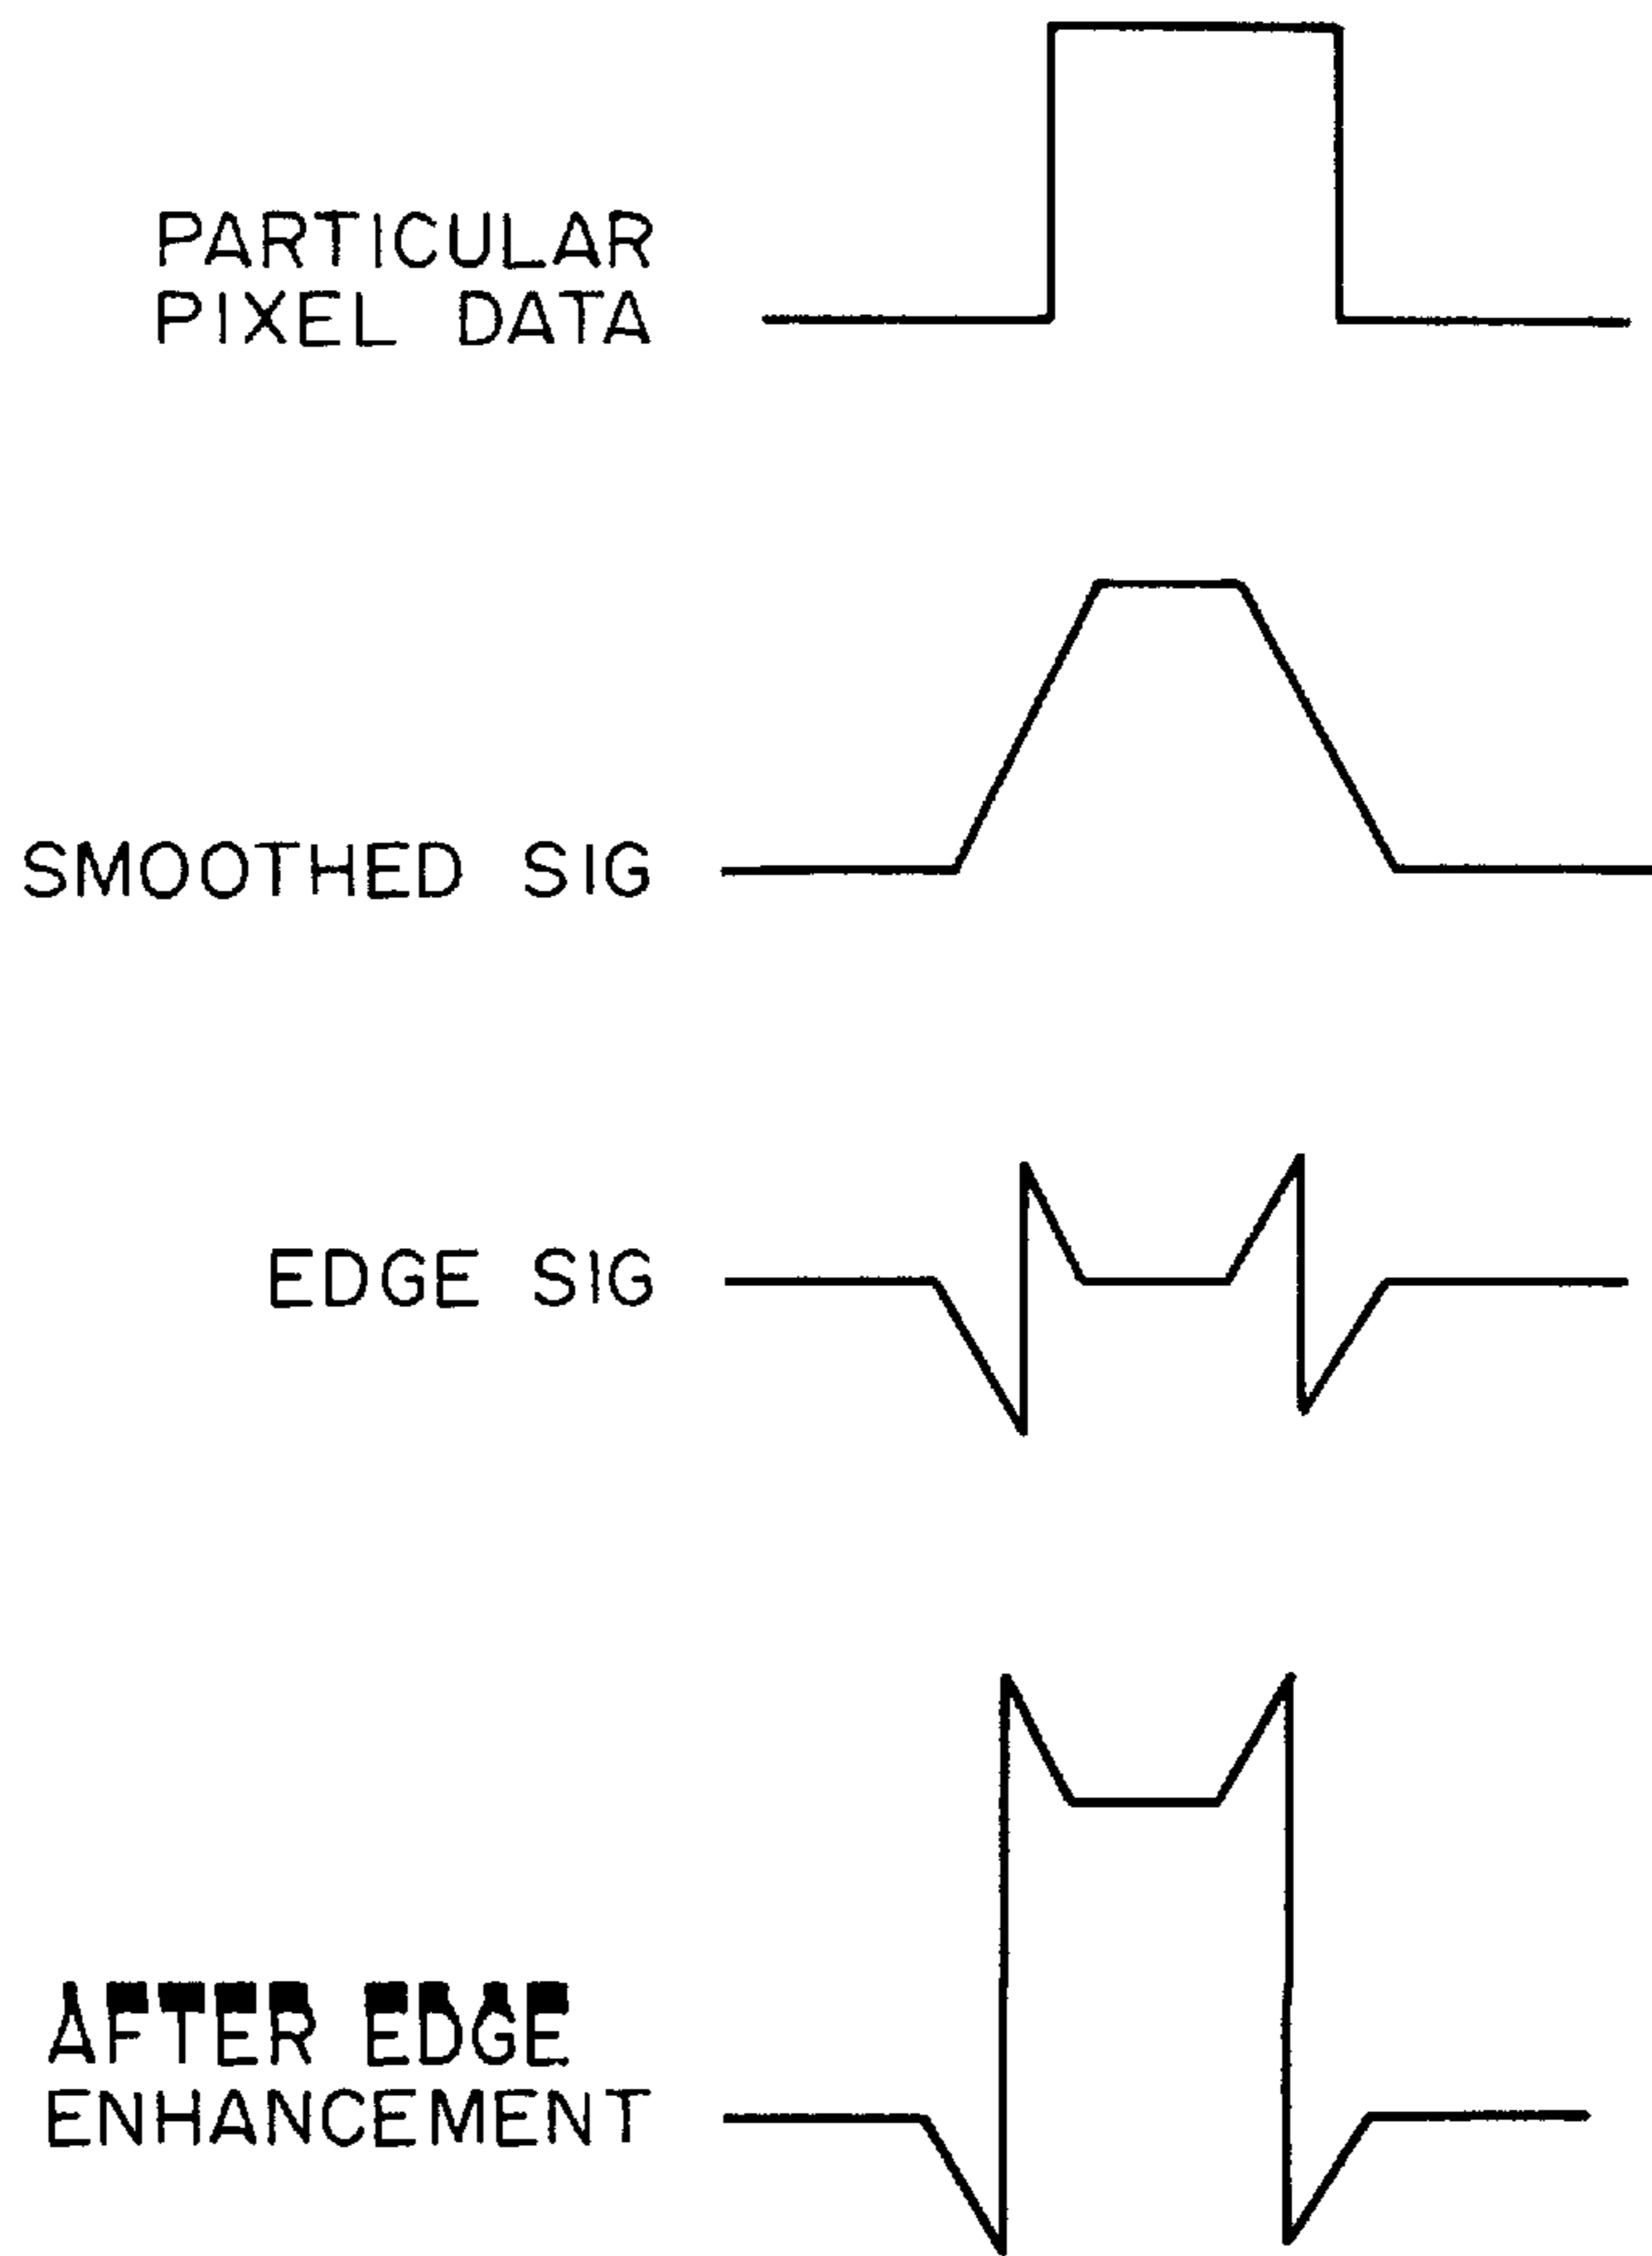 PARTICULAR
PIXEL DATA
SMOOTHED SIG
EDGE SIG
AFTER EDGE
ENHANCEMENT